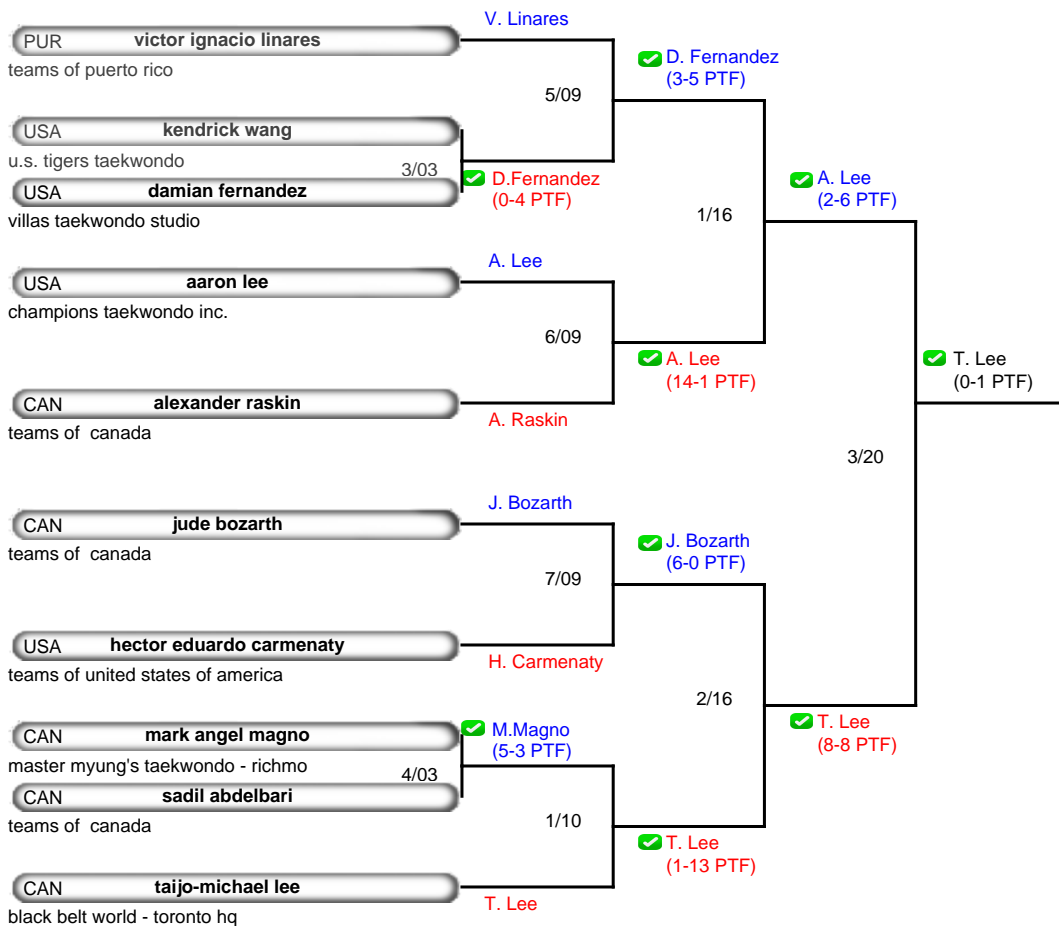 V. Linares
PUR victor ignacio linares
teams of puerto rico
D. Fernandez
(3-5 PTF)
5/09
USA kendrick wang
u.s. tigers taekwondo
3/03
USA damian fernandez
villas taekwondo studio
D.Fernandez
(0-4 PTF)
A. Lee
(2-6 PTF)
1/16
A. Lee
USA aaron lee
champions taekwondo inc.
6/09
A. Lee
(14-1 PTF)
CAN alexander raskin
teams of  canada
A. Raskin
T. Lee
(0-1 PTF)
3/20
J. Bozarth
CAN jude bozarth
teams of  canada
J. Bozarth
(6-0 PTF)
7/09
USA hector eduardo carmenaty
teams of united states of america
H. Carmenaty
2/16
T. Lee
(8-8 PTF)
CAN mark angel magno
master myung's taekwondo - richmo
M.Magno
(5-3 PTF)
4/03
CAN sadil abdelbari
teams of  canada
1/10
T. Lee
(1-13 PTF)
CAN taijo-michael lee
black belt world - toronto hq
T. Lee